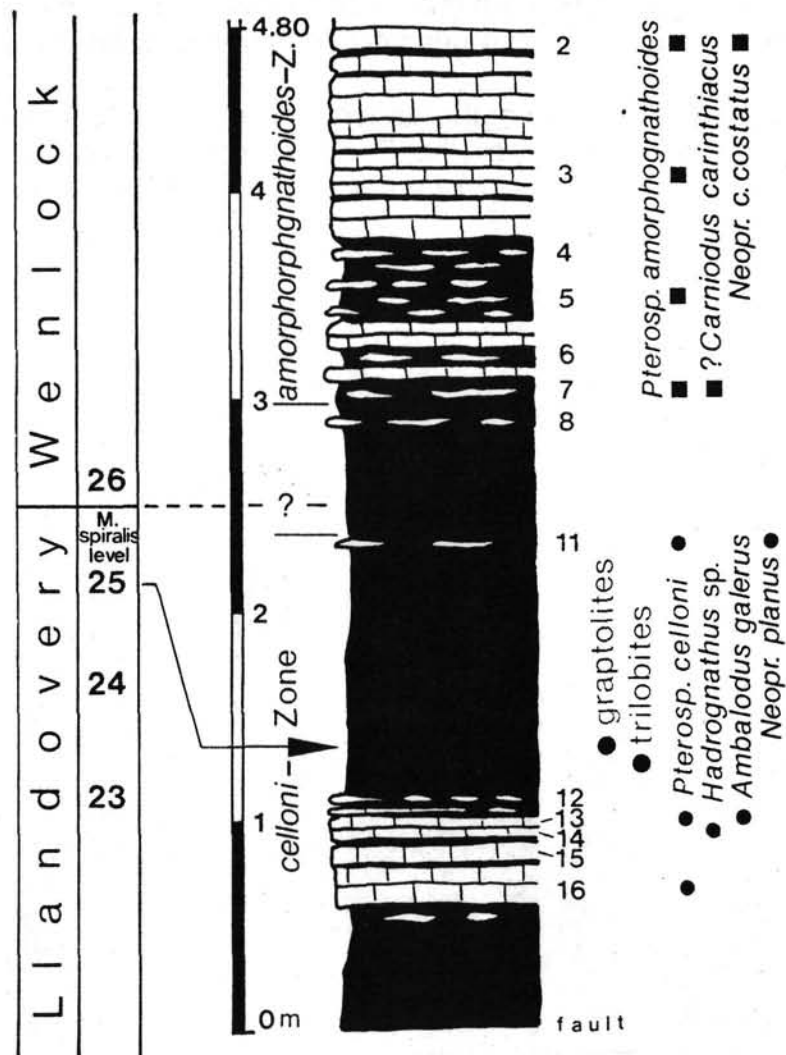 Wenlock
Llandovery
26
M.
spiralis
level
25
24
23
4.80
4
3
?
2
1
0m
amorphorphgnathoides–Z.
celloni–Zone
2
3
4
5
6
7
8
11
12
13
14
15
16
fault
Pterosp. amorphognathoides
?Carniodus carinthiacus
Neopr. c. costatus
graptolites
trilobites
Pterosp. celloni
Hadrognathus sp.
Ambalodus galerus
Neopr. planus